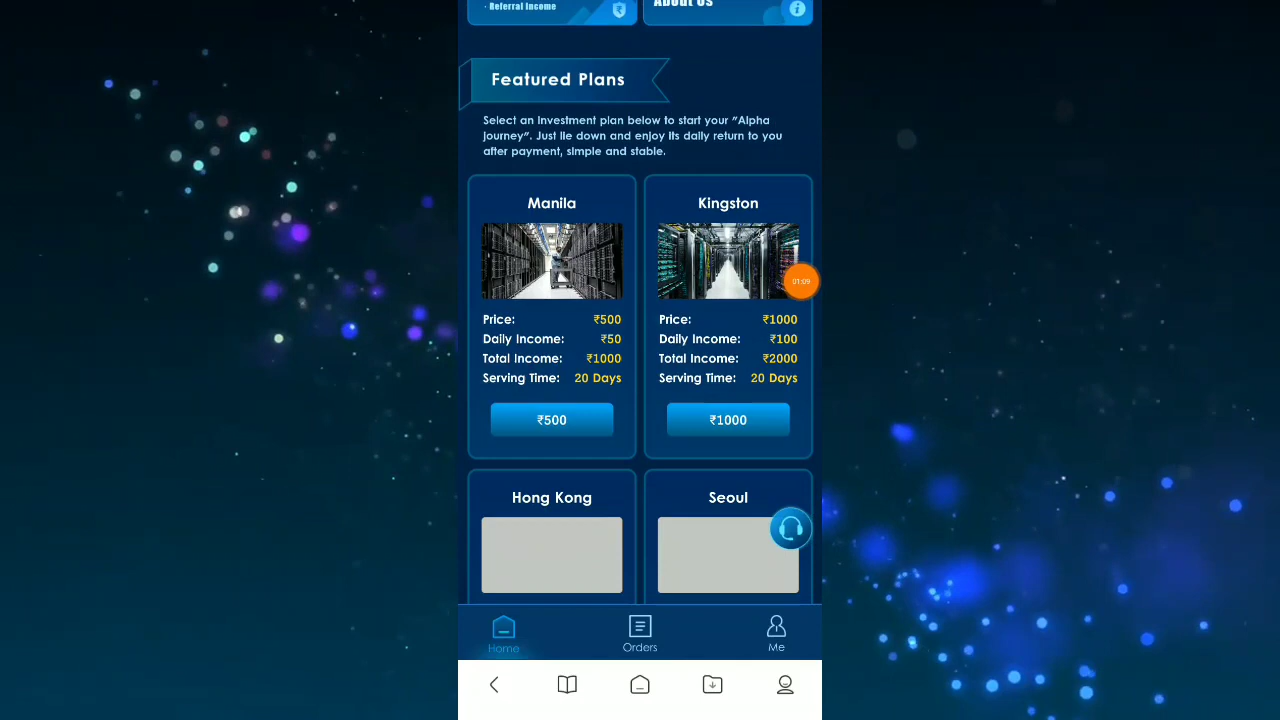 · Referral Income
About Us
Featured Plans
Select an investment plan below to start your "Alpha
journey". Just lie down and enjoy its daily return to you
after payment, simple and stable.
Manila
Kingston
01:09
Price: ₹500
Daily Income: ₹50
Total Income: ₹1000
Serving Time: 20 Days
₹500
Price: ₹1000
Daily Income: ₹100
Total Income: ₹2000
Serving Time: 20 Days
₹1000
Hong Kong
Seoul
Home
Orders
Me